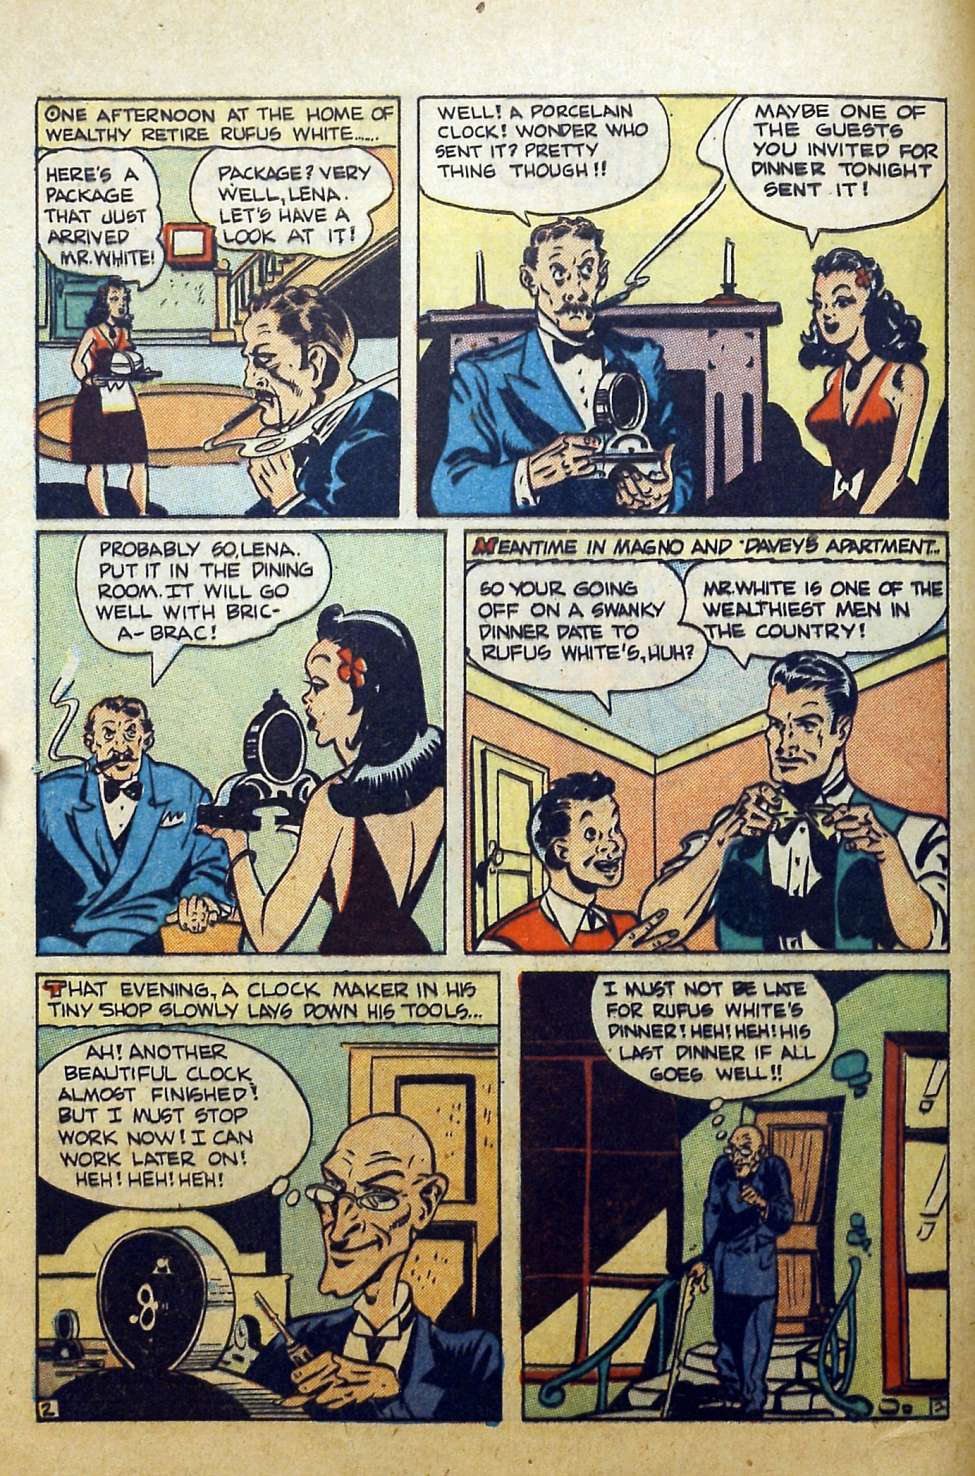 ONE AFTERNOON AT THE HOME OF
WEALTHY RETIRE RUFUS WHITE......
HERE'S A
PACKAGE
THAT JUST
ARRIVED
MR. WHITE!
PACKAGE? VERY
WELL, LENA.
LET'S HAVE A
LOOK AT IT!
WELL! A PORCELAIN
CLOCK! WONDER WHO
SENT IT? PRETTY
THING THOUGH!!
MAYBE ONE OF
THE GUESTS
YOU INVITED FOR
DINNER TONIGHT
SENT IT!
PROBABLY SO, LENA.
PUT IT IN THE DINING
ROOM. IT WILL GO
WELL WITH BRIC-
A-BRAC!
MEANTIME IN MAGNO AND 'DAVEY'S APARTMENT..
SO YOUR GOING
OFF ON A SWANKY
DINNER DATE TO
RUFUS WHITE'S, HUH?
MR. WHITE IS ONE OF THE
WEALTHIEST MEN IN
THE COUNTRY!
THAT EVENING, A CLOCK MAKER IN HIS
TINY SHOP SLOWLY LAYS DOWN HIS TOOLS...
AH! ANOTHER
BEAUTIFUL CLOCK
ALMOST FINISHED!
BUT I MUST STOP
WORK NOW! I CAN
WORK LATER ON!
HEH! HEH! HEH!
8
2
I MUST NOT BE LATE
FOR RUFUS WHITE'S
DINNER! HEH! HEH! HIS
LAST DINNER IF ALL
GOES WELL!!
2